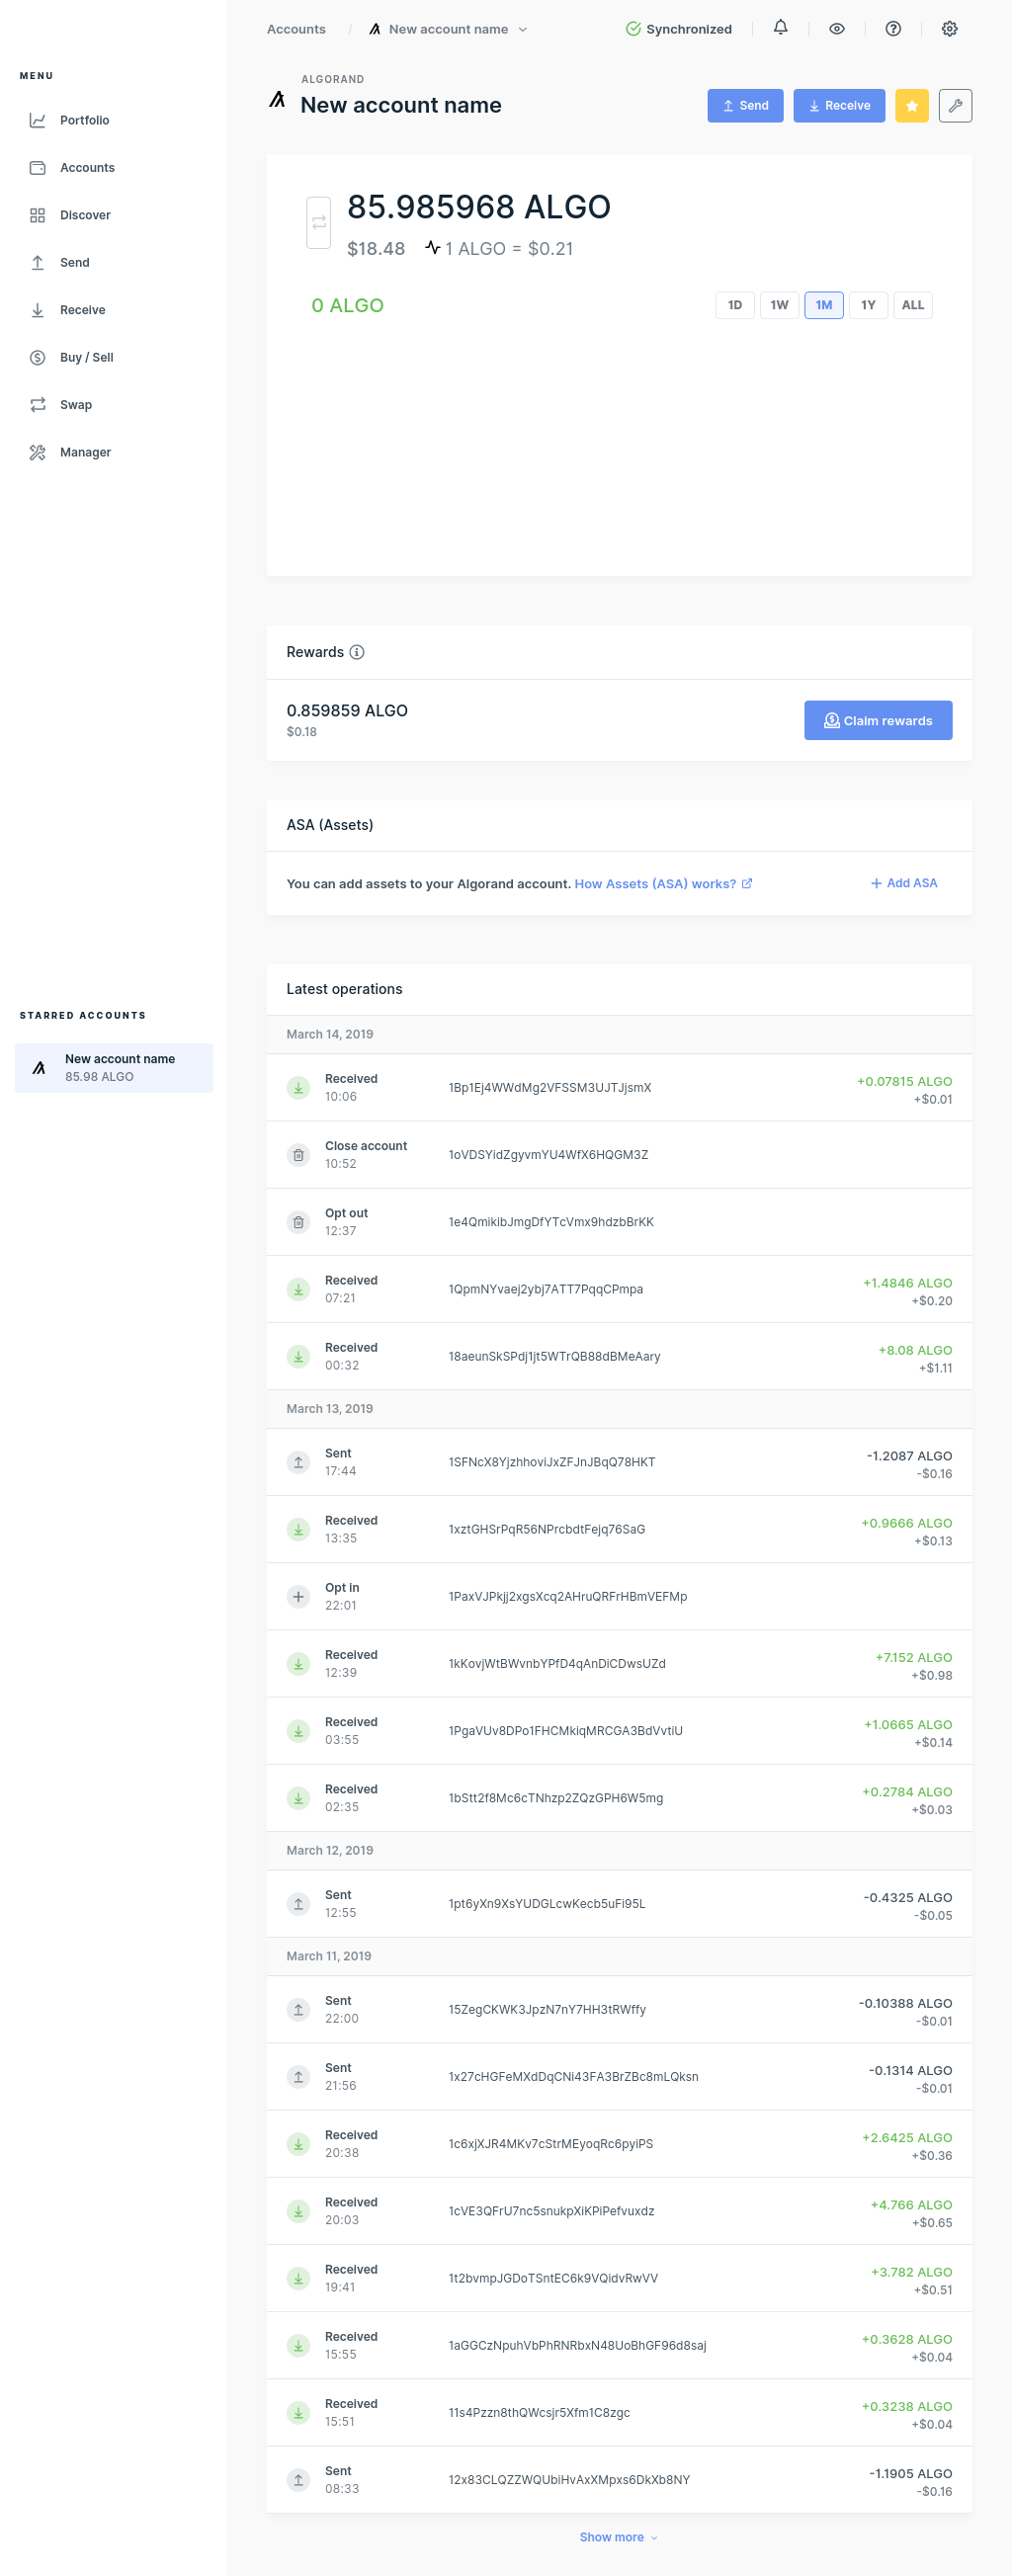 Accounts / New account name
Synchronized
MENU
Portfolio
Accounts
Discover
Send
Receive
Buy / Sell
Swap
Manager
STARRED ACCOUNTS
New account name
85.98 ALGO
ALGORAND
New account name
Send
Receive
85.985968 ALGO
$18.48
1 ALGO = $0.21
0 ALGO
1D
1W
1M
1Y
ALL
Rewards
0.859859 ALGO
$0.18
Claim rewards
ASA (Assets)
You can add assets to your Algorand account. How Assets (ASA) works?
Add ASA
Latest operations
March 14, 2019
Received
10:06
1Bp1Ej4WWdMg2VFSSM3UJTJjsmX
+0.07815 ALGO
+$0.01
Close account
10:52
1oVDSYidZgyvmYU4WfX6HQGM3Z
Opt out
12:37
1e4QmikibJmgDfYTcVmx9hdzbBrKK
Received
07:21
1QpmNYvaej2ybj7ATT7PqqCPmpa
+1.4846 ALGO
+$0.20
Received
00:32
18aeunSkSPdj1jt5WTrQB88dBMeAary
+8.08 ALGO
+$1.11
March 13, 2019
Sent
17:44
1SFNcX8YjzhhoviJxZFJnJBqQ78HKT
-1.2087 ALGO
-$0.16
Received
13:35
1xztGHSrPqR56NPrcbdtFejq76SaG
+0.9666 ALGO
+$0.13
Opt in
22:01
1PaxVJPkjj2xgsXcq2AHruQRFrHBmVEFMp
Received
12:39
1kKovjWtBWvnbYPfD4qAnDiCDwsUZd
+7.152 ALGO
+$0.98
Received
03:55
1PgaVUv8DPo1FHCMkiqMRCGA3BdVvtiU
+1.0665 ALGO
+$0.14
Received
02:35
1bStt2f8Mc6cTNhzp2ZQzGPH6W5mg
+0.2784 ALGO
+$0.03
March 12, 2019
Sent
12:55
1pt6yXn9XsYUDGLcwKecb5uFi95L
-0.4325 ALGO
-$0.05
March 11, 2019
Sent
22:00
15ZegCKWK3JpzN7nY7HH3tRWffy
-0.10388 ALGO
-$0.01
Sent
21:56
1x27cHGFeMXdDqCNi43FA3BrZBc8mLQksn
-0.1314 ALGO
-$0.01
Received
20:38
1c6xjXJR4MKv7cStrMEyoqRc6pyiPS
+2.6425 ALGO
+$0.36
Received
20:03
1cVE3QFrU7nc5snukpXiKPiPefvuxdz
+4.766 ALGO
+$0.65
Received
19:41
1t2bvmpJGDoTSntEC6k9VQidvRwVV
+3.782 ALGO
+$0.51
Received
15:55
1aGGCzNpuhVbPhRNRbxN48UoBhGF96d8saj
+0.3628 ALGO
+$0.04
Received
15:51
11s4Pzzn8thQWcsjr5Xfm1C8zgc
+0.3238 ALGO
+$0.04
Sent
08:33
12x83CLQZZWQUbiHvAxXMpxs6DkXb8NY
-1.1905 ALGO
-$0.16
Show more